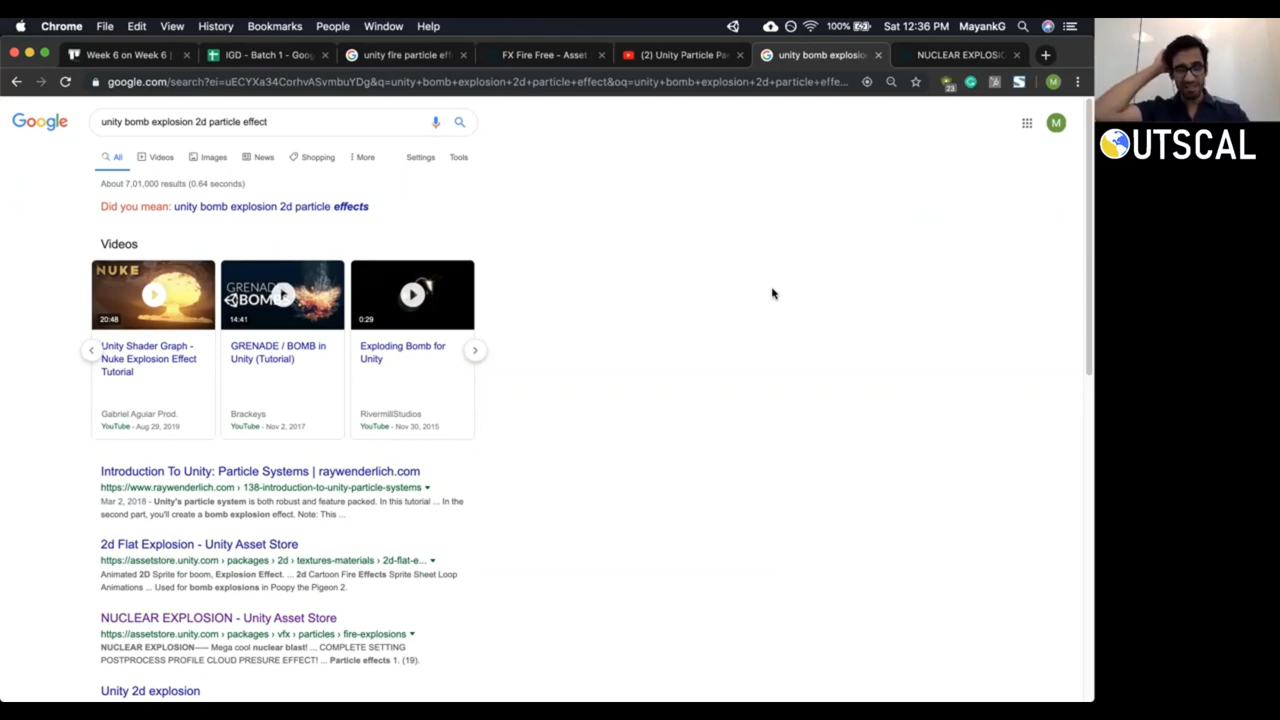 Chrome File Edit View History Bookmarks People Window Help 100% Sat 12:36 PM MayankG
Week 6 on Week 6 IGD - Batch 1 - Goog unity fire particle eff FX Fire Free - Asset (2) Unity Particle Pa unity bomb explosio NUCLEAR EXPLOSI
google.com/search?ei=uECYXa34CorhvASvmbuYDg&q=unity+bomb+explosion+2d+particle+effect&oq=unity+bomb+explosion+2d+particle+effe... 23 M
OUTSCAL
Google unity bomb explosion 2d particle effect M
All Videos Images News Shopping More Settings Tools
About 7,01,000 results (0.64 seconds)
Did you mean: unity bomb explosion 2d particle effects
Videos
NUKE
GRENADE
BOMB
20:48 14:41 0:29
Unity Shader Graph - GRENADE / BOMB in Exploding Bomb for
Nuke Explosion Effect Unity (Tutorial) Unity
Tutorial
Gabriel Aguiar Prod. Brackeys RivermillStudios
YouTube - Aug 29, 2019 YouTube - Nov 2, 2017 YouTube - Nov 30, 2015
Introduction To Unity: Particle Systems | raywenderlich.com
https://www.raywenderlich.com › 138-introduction-to-unity-particle-systems
Mar 2, 2018 - Unity's particle system is both robust and feature packed. In this tutorial ... In the
second part, you'll create a bomb explosion effect. Note: This ...
2d Flat Explosion - Unity Asset Store
https://assetstore.unity.com › packages › 2d › textures-materials › 2d-flat-e...
Animated 2D Sprite for boom, Explosion Effect. ... 2d Cartoon Fire Effects Sprite Sheet Loop
Animations ... Used for bomb explosions in Poopy the Pigeon 2.
NUCLEAR EXPLOSION - Unity Asset Store
https://assetstore.unity.com › packages › vfx › particles › fire-explosions
NUCLEAR EXPLOSION----- Mega cool nuclear blast! ... COMPLETE SETTING
POSTPROCESS PROFILE CLOUD PRESURE EFFECT! ... Particle effects 1. (19).
Unity 2d explosion